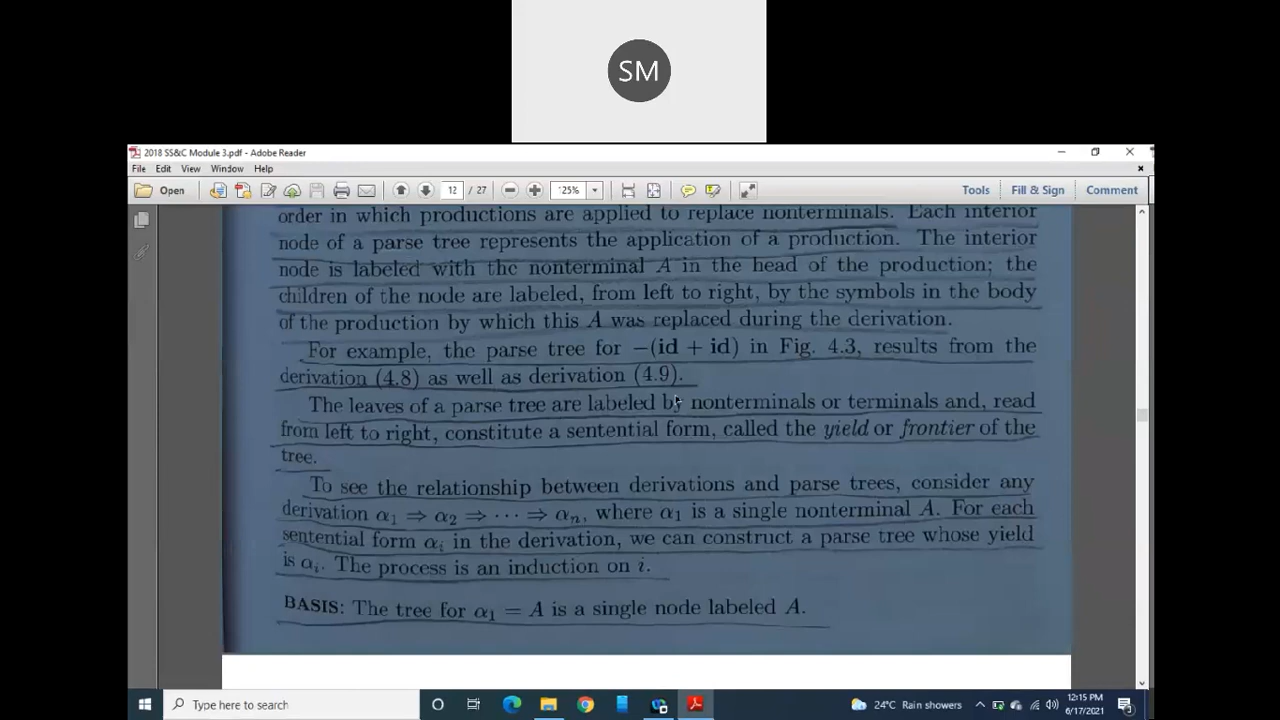 SM
2018 SS&C Module 3.pdf - Adobe Reader
File Edit View Window Help
Open 12 / 27 125% Tools Fill & Sign Comment
order in which productions are applied to replace nonterminals. Each interior
node of a parse tree represents the application of a production. The interior
node is labeled with the nonterminal A in the head of the production; the
children of the node are labeled, from left to right, by the symbols in the body
of the production by which this A was replaced during the derivation.
For example, the parse tree for −(id + id) in Fig. 4.3, results from the
derivation (4.8) as well as derivation (4.9).
The leaves of a parse tree are labeled by nonterminals or terminals and, read
from left to right, constitute a sentential form, called the yield or frontier of the
tree.
To see the relationship between derivations and parse trees, consider any
derivation α₁ ⇒ α₂ ⇒ ··· ⇒ αₙ, where α₁ is a single nonterminal A. For each
sentential form αᵢ in the derivation, we can construct a parse tree whose yield
is αᵢ. The process is an induction on i.
BASIS: The tree for α₁ = A is a single node labeled A.
Type here to search 24°C Rain showers 12:15 PM
6/17/2021